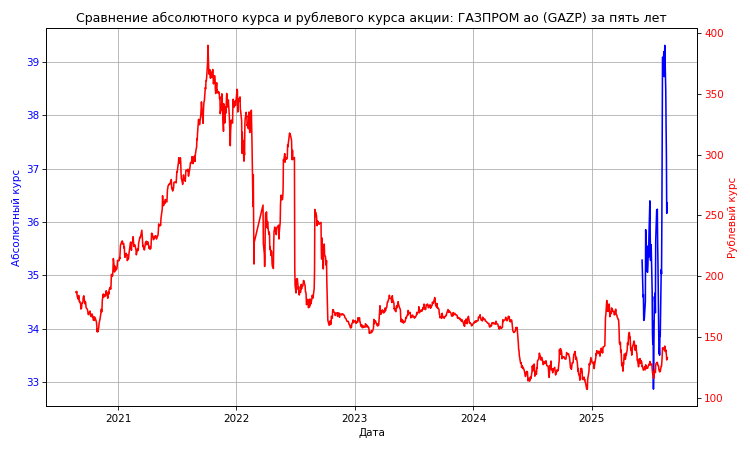 Сравнение абсолютного курса и рублевого курса акции: ГАЗПРОМ ао (GAZP) за пять лет
Абсолютный курс
39
38
37
36
35
34
33
400
350
300
250
200
150
100
Рублевый курс
2021 2022 2023 2024 2025
Дата